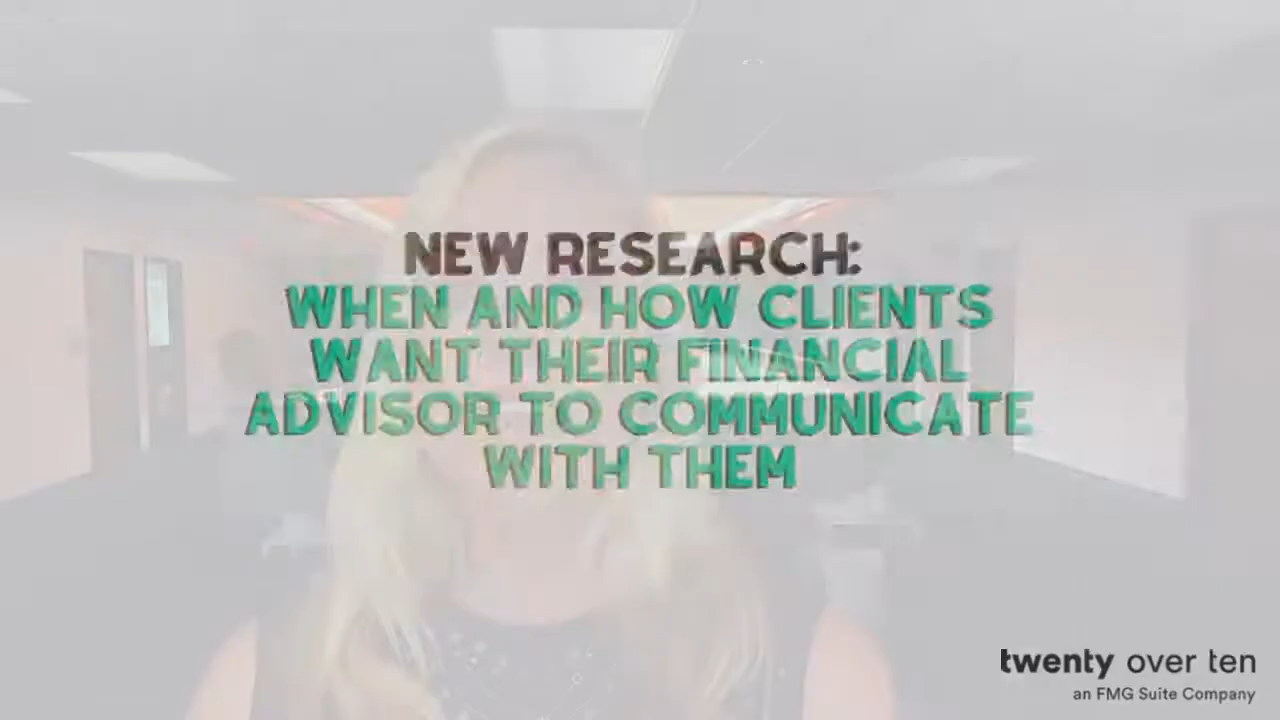 NEW RESEARCH:
WHEN AND HOW CLIENTS
WANT THEIR FINANCIAL
ADVISOR TO COMMUNICATE
WITH THEM
twenty over ten
an FMG Suite Company